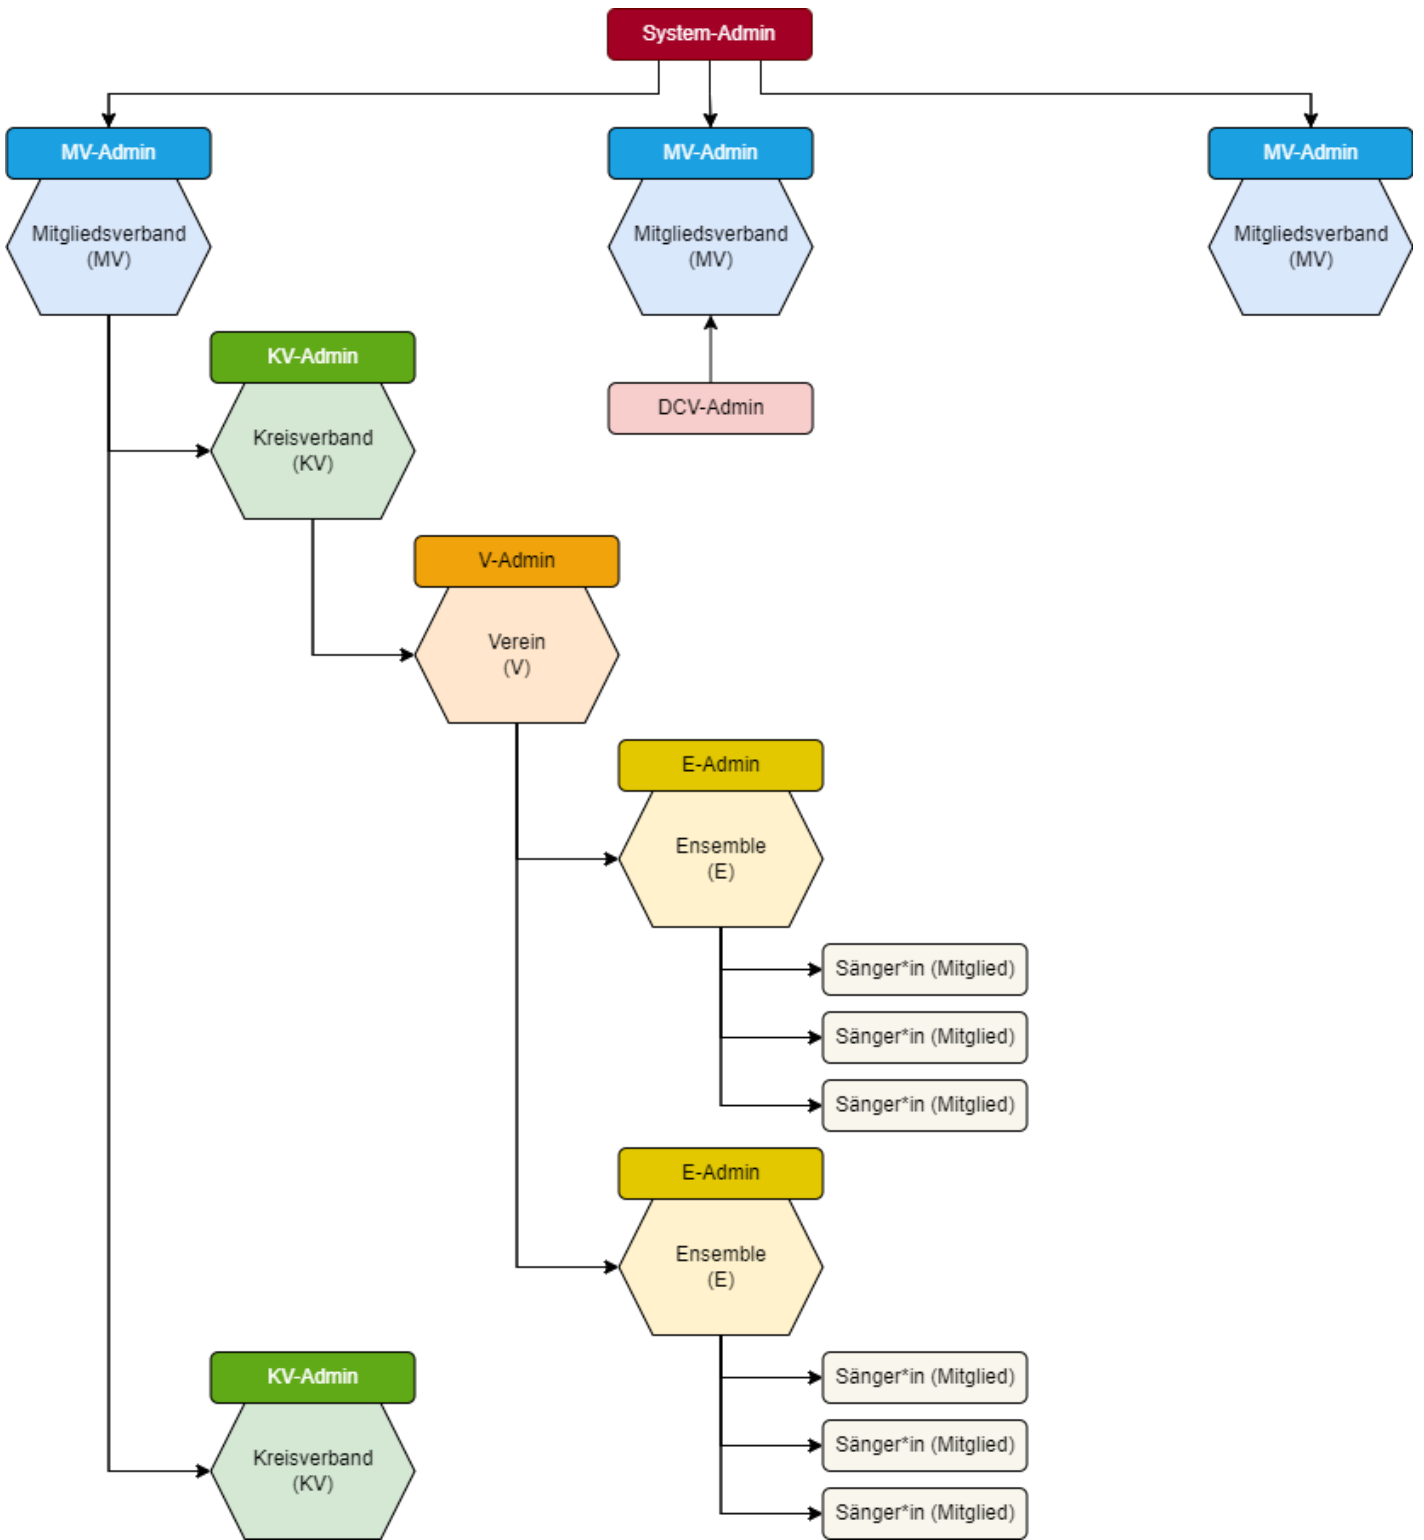 System-Admin
MV-Admin
MV-Admin
MV-Admin
Mitgliedsverband
(MV)
Mitgliedsverband
(MV)
Mitgliedsverband
(MV)
KV-Admin
Kreisverband
(KV)
DCV-Admin
V-Admin
Verein
(V)
E-Admin
Ensemble
(E)
Sänger*in (Mitglied)
Sänger*in (Mitglied)
Sänger*in (Mitglied)
E-Admin
Ensemble
(E)
KV-Admin
Kreisverband
(KV)
Sänger*in (Mitglied)
Sänger*in (Mitglied)
Sänger*in (Mitglied)